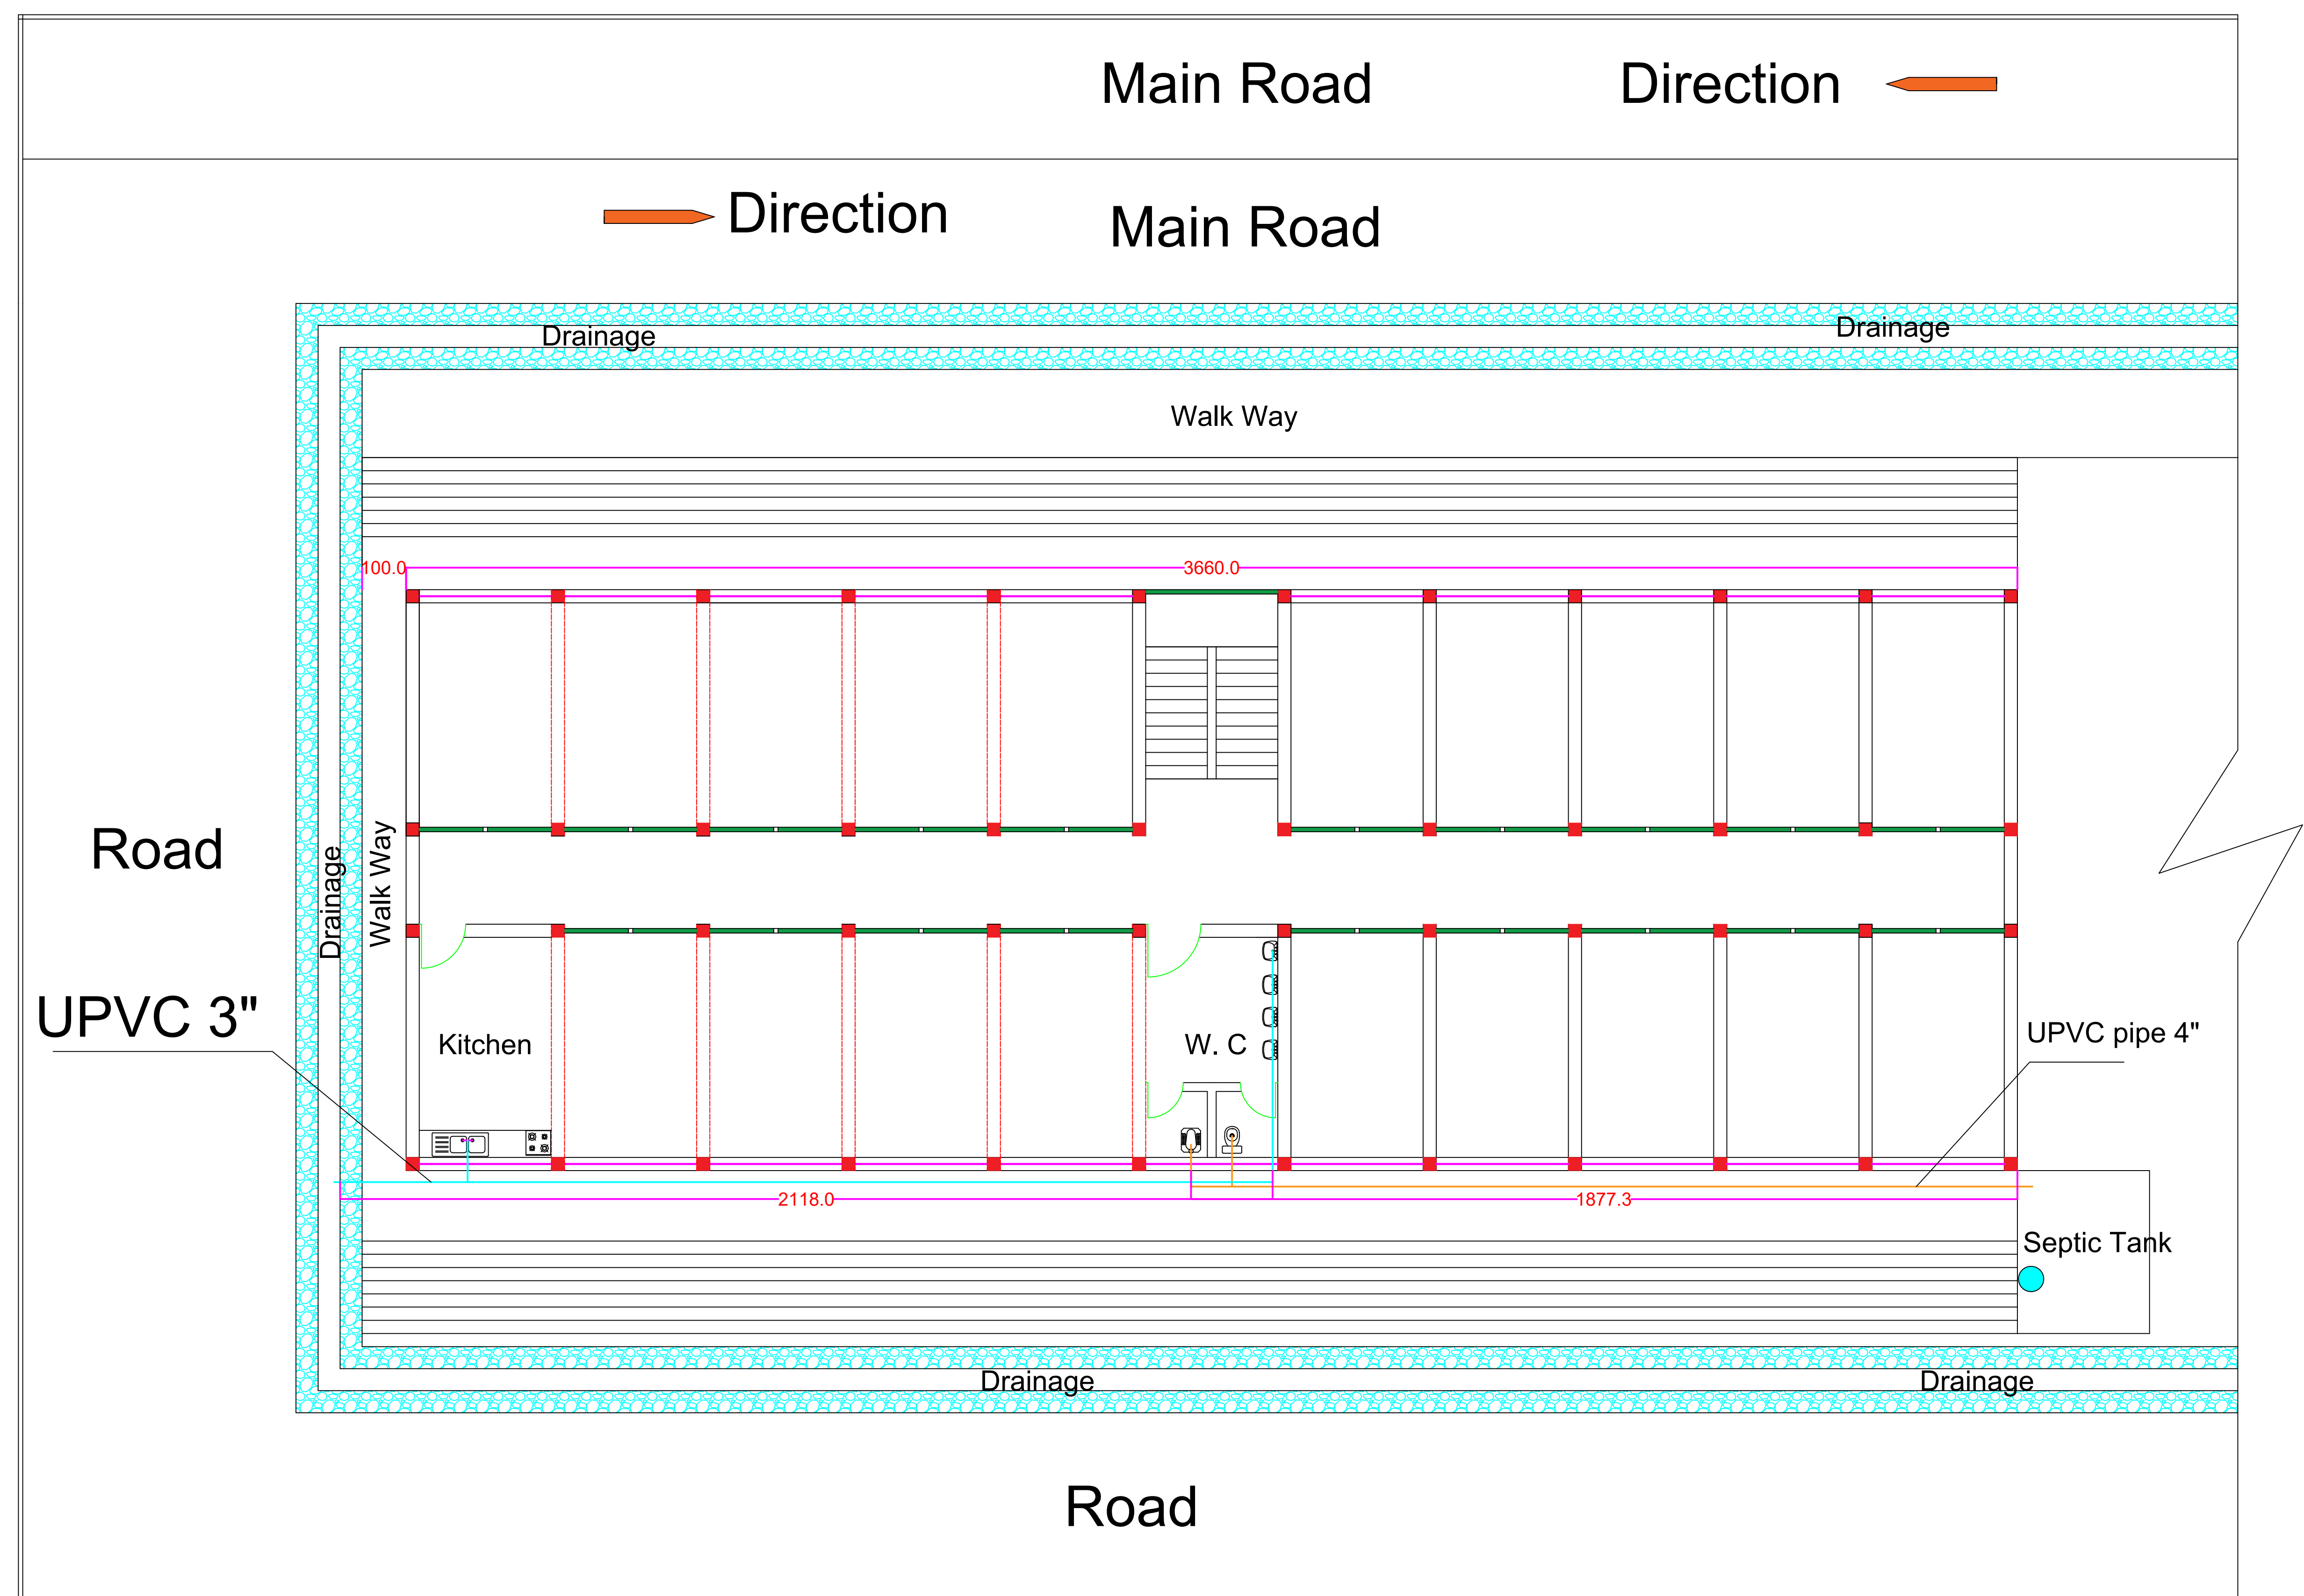 Main Road
Direction
Direction
Main Road
Drainage
Drainage
Walk Way
100.0
3660.0
Road
Drainage
Walk Way
UPVC 3"
Kitchen
W. C
UPVC pipe 4"
2118.0
1877.3
Septic Tank
Drainage
Drainage
Road